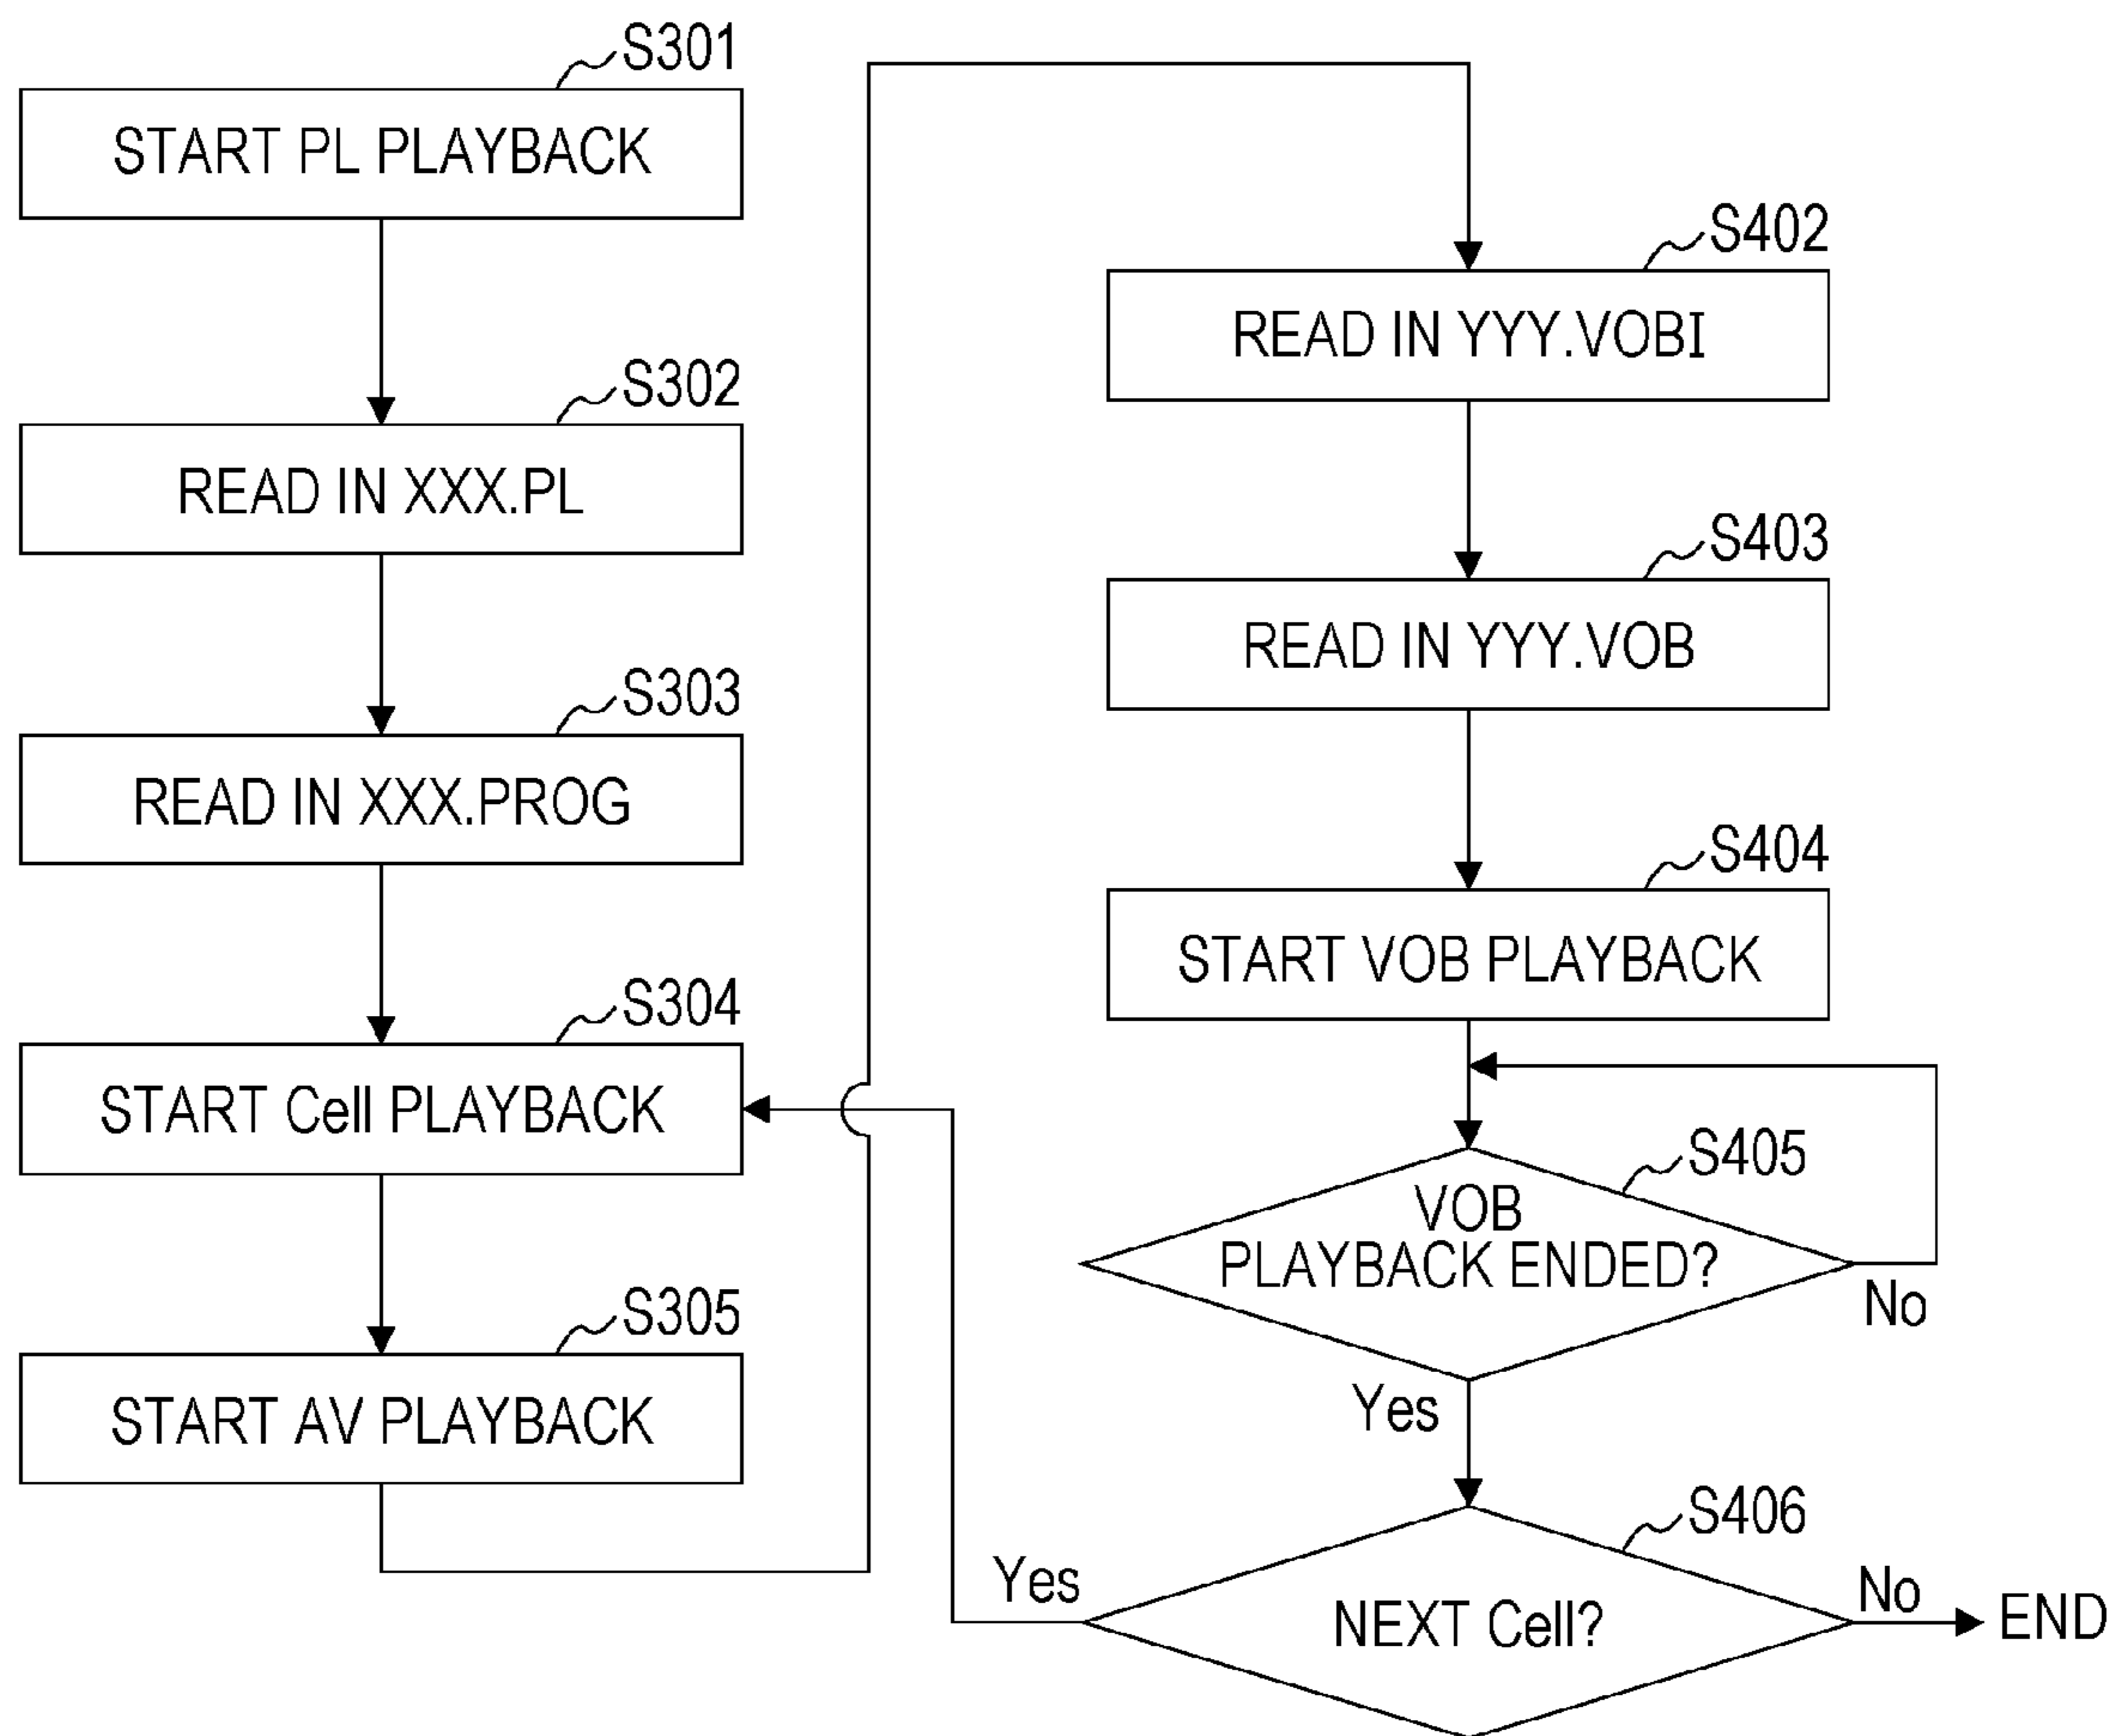 S301
START PL PLAYBACK
S302
READ IN XXX.PL
S303
READ IN XXX.PROG
S304
START Cell PLAYBACK
S305
START AV PLAYBACK
S402
READ IN YYY.VOBI
S403
READ IN YYY.VOB
S404
START VOB PLAYBACK
S405
VOB
PLAYBACK ENDED?
No
Yes
S406
NEXT Cell?
Yes
No
END